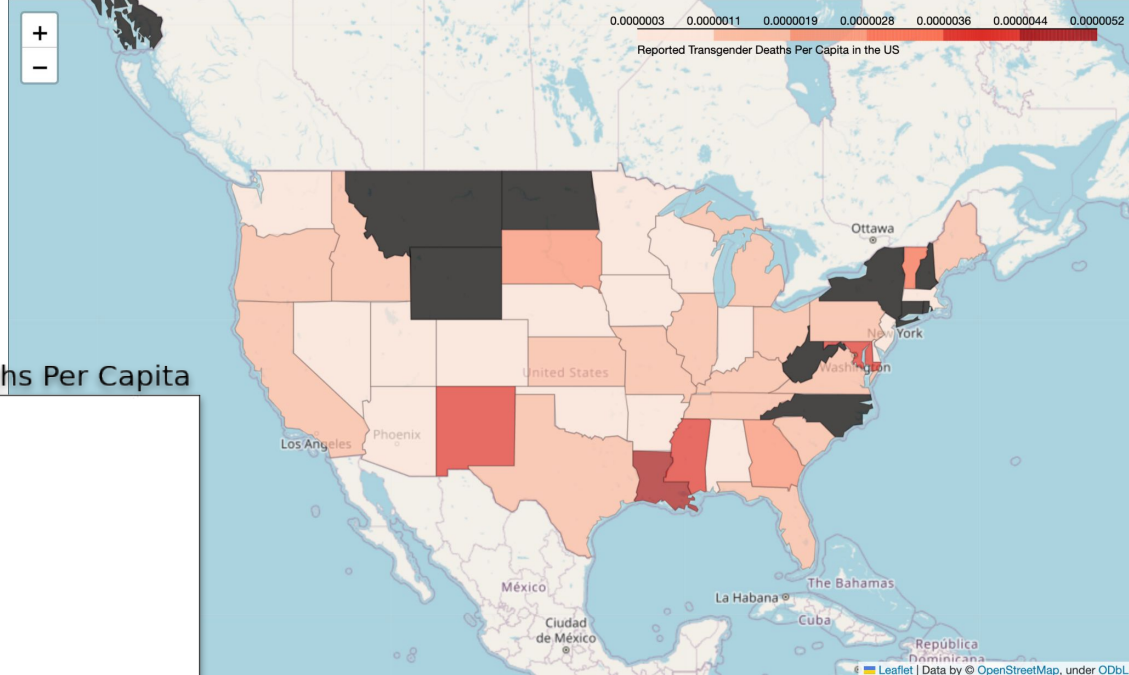 +
−
0.0000003 0.0000011 0.0000019 0.0000028 0.0000036 0.0000044 0.0000052
Reported Transgender Deaths Per Capita in the US
Ottawa
New York
hs Per Capita
United States
Washington
Los Angeles
Phoenix
México
La Habana
The Bahamas
Cuba
Ciudad
de México
República
Dominicana
Leaflet | Data by © OpenStreetMap, under ODbL